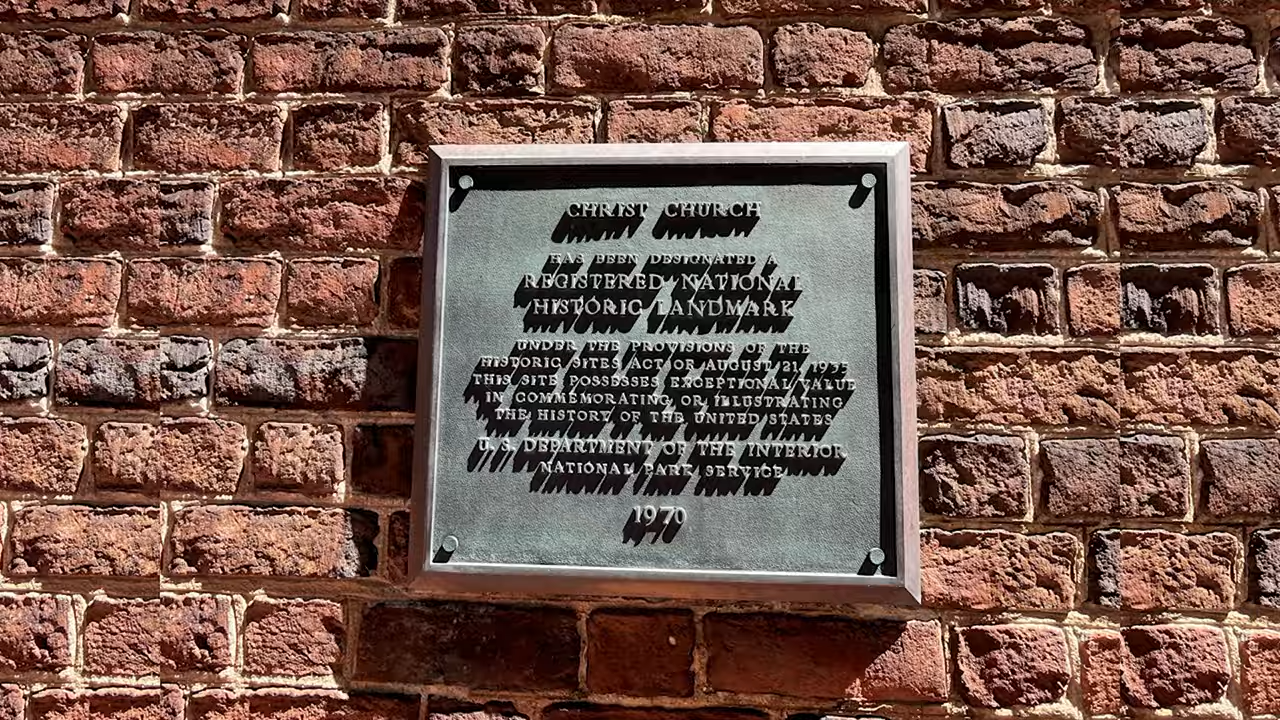 CHRIST CHURCH
HAS BEEN DESIGNATED A
REGISTERED NATIONAL
HISTORIC LANDMARK
UNDER THE PROVISIONS OF THE
HISTORIC SITES ACT OF AUGUST 21, 1935
THIS SITE POSSESSES EXCEPTIONAL VALUE
IN COMMEMORATING OR ILLUSTRATING
THE HISTORY OF THE UNITED STATES
U.S. DEPARTMENT OF THE INTERIOR
NATIONAL PARK SERVICE
1970